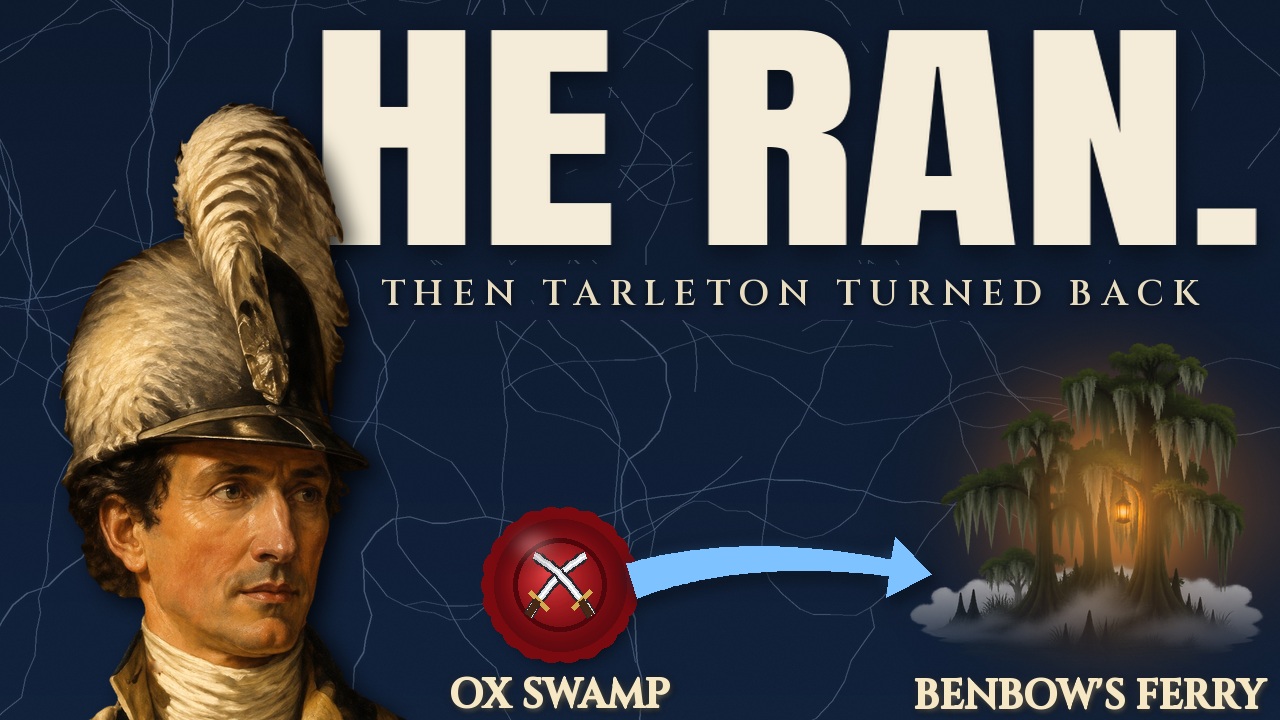 HE RAN.
THEN TARLETON TURNED BACK
OX SWAMP
BENBOW'S FERRY